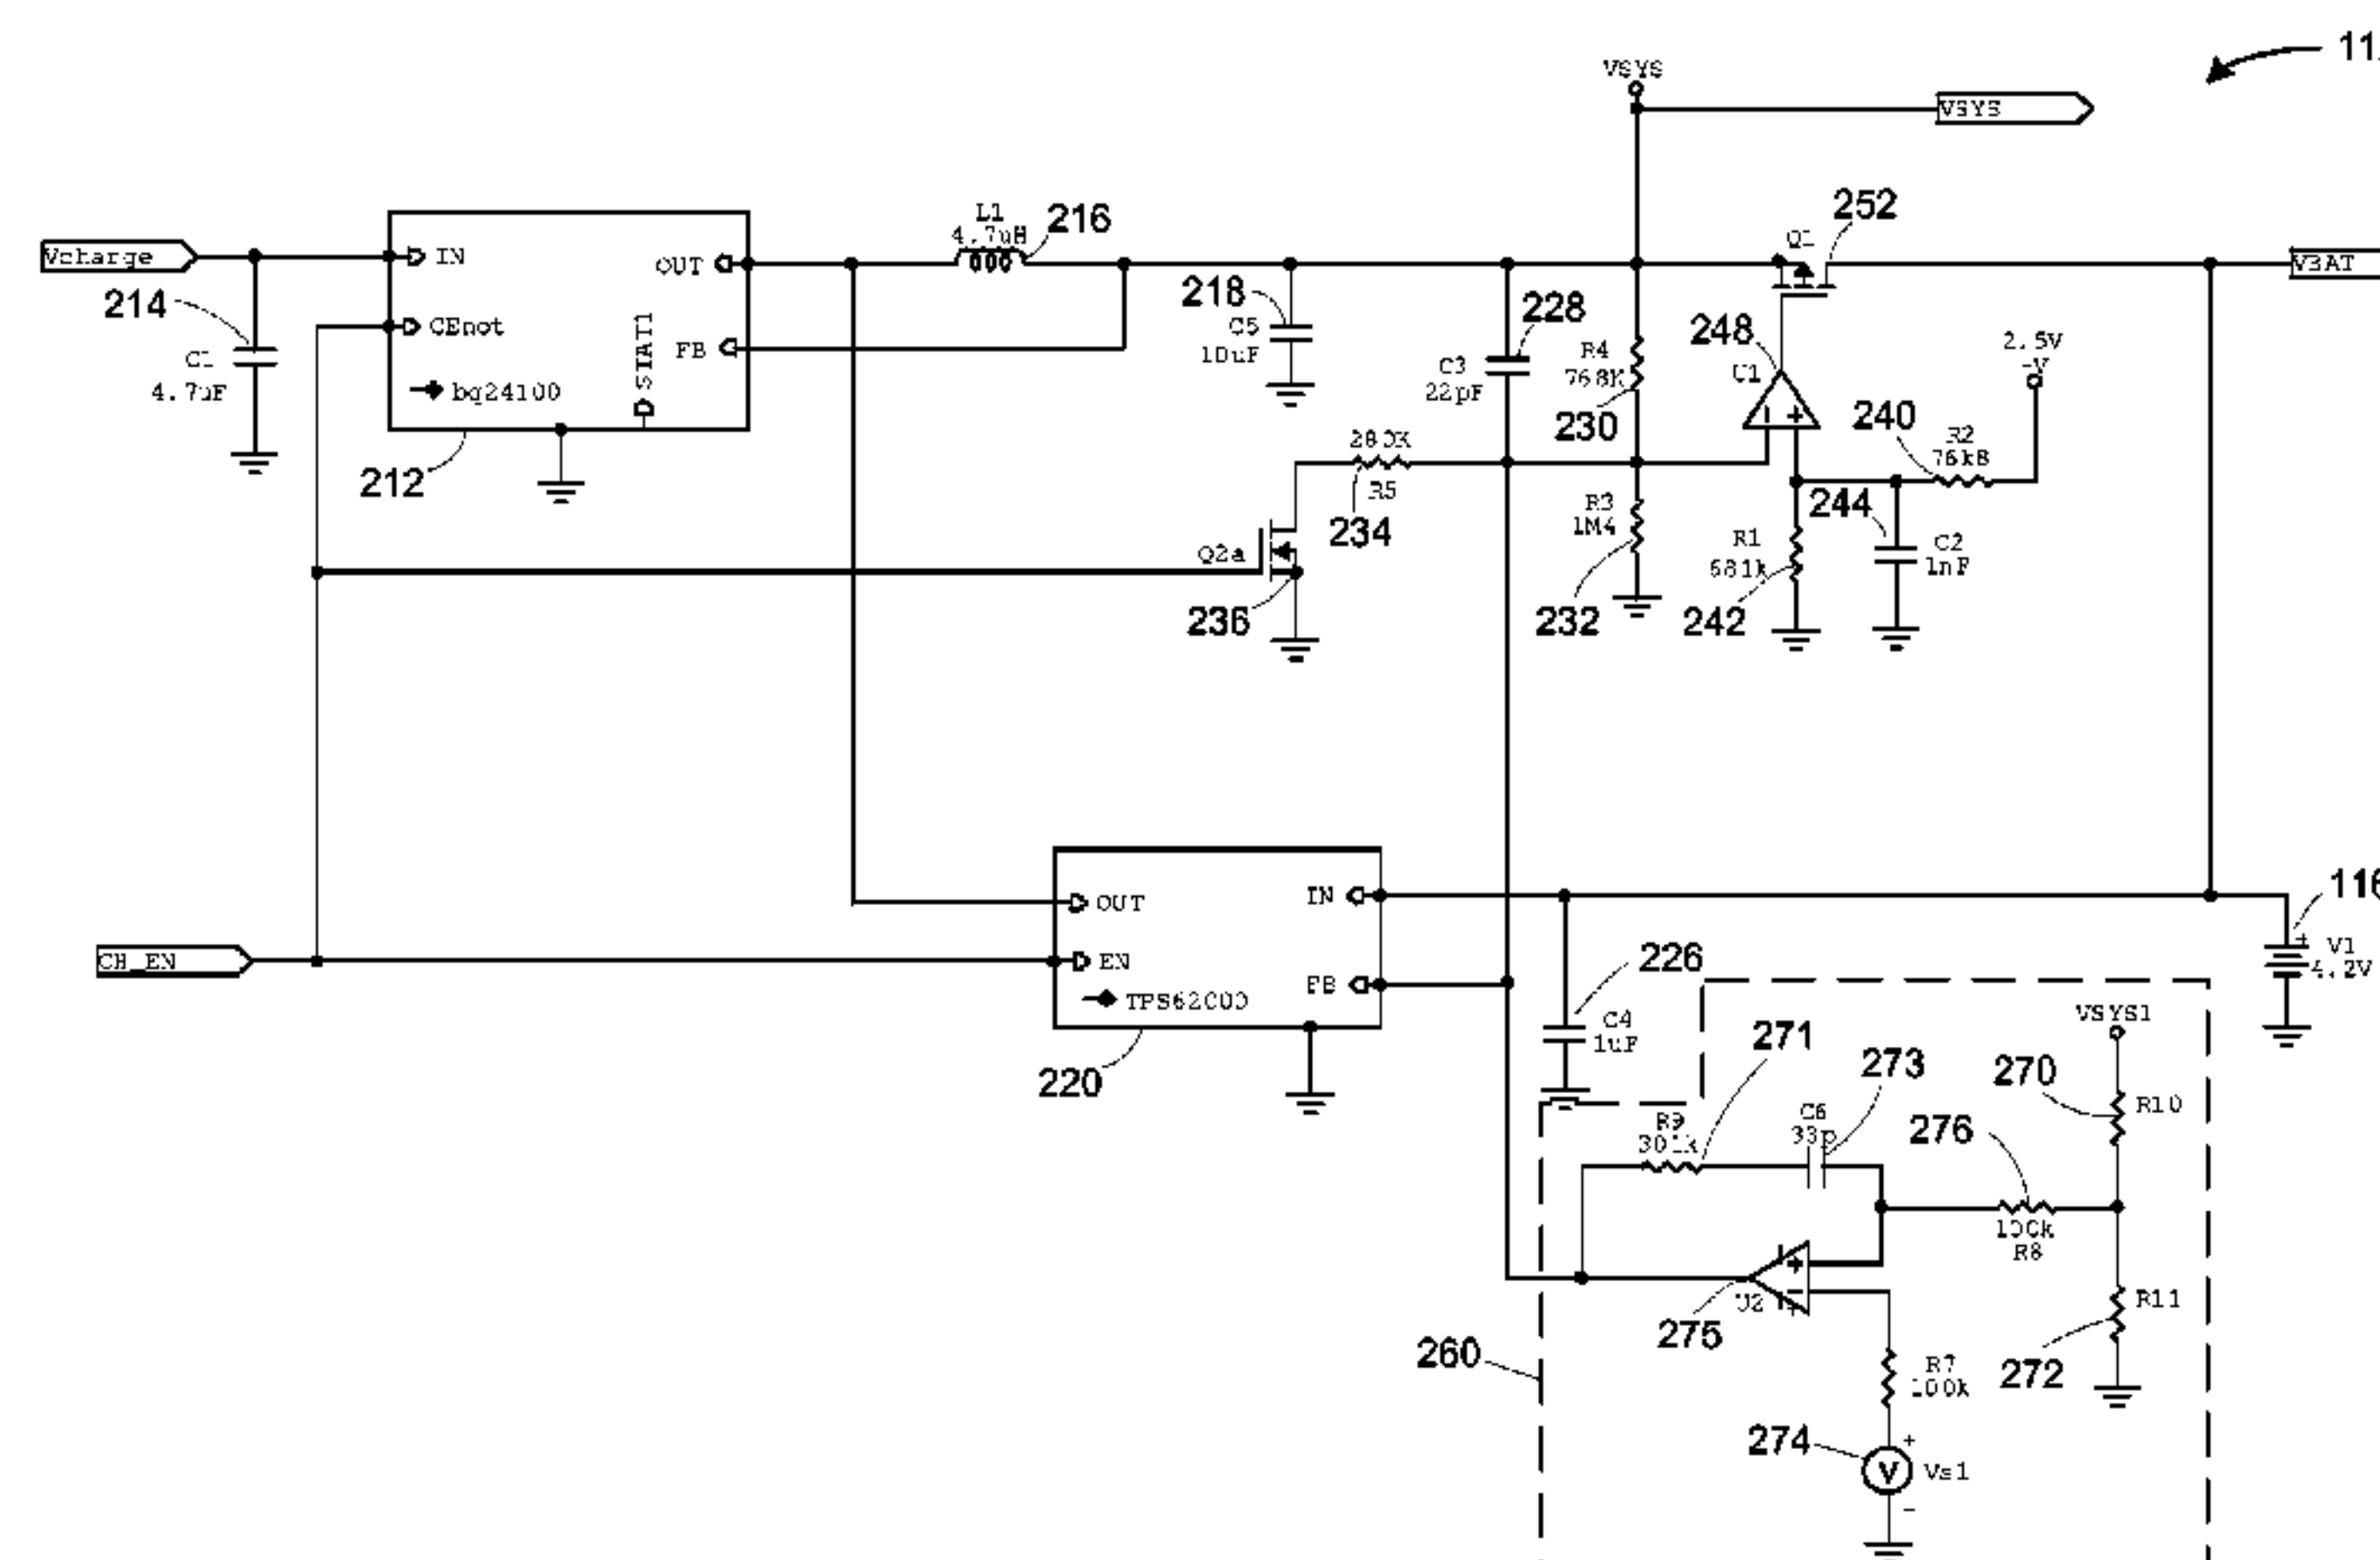 11
VSYS
VSYS
252
Q1
L1
216
4.7uH
Vcharge
IN
OUT
VBAT
214
218
228
CEnot
STAT1
FB
C5
10uF
248
2.5V
-V
C1
4.7uF
bq24100
C3
22pF
R4
768K
U1
- +
230
240
R2
76k8
212
280K
R5
234
244
R3
1M4
R1
681k
C2
1nF
Q2a
236
232
242
OUT
IN
116
CH_EN
EN
FB
226
+
V1
4.2V
TPS62000
C4
1uF
VSYS1
220
271
273
270
R10
R9
301k
C6
33p
276
100k
R8
+
-
U2
+
275
R11
260
R7
100k
272
274
+
V
Vs1
-